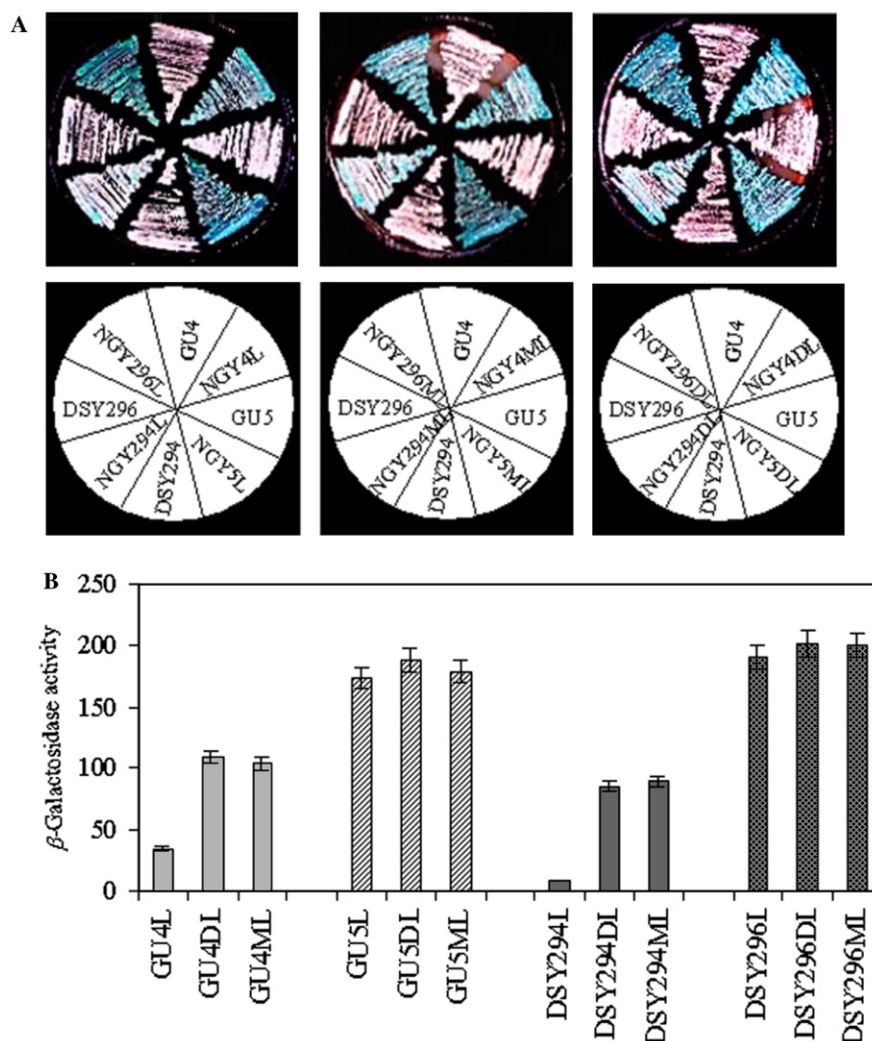 A
GU4
NGY4L
GU5
NGY5L
DSY294
NGY294L
DSY296
NGY296L
GU4
NGY4ML
GU5
NGY5ML
DSY294
NGY294ML
DSY296
NGY296ML
GU4
NGY4DL
GU5
NGY5DL
DSY294
NGY294DL
DSY296
NGY296DL
B
β-Galactosidase activity
250
200
150
100
50
0
GU4L
GU4DL
GU4ML
GU5L
GU5DL
GU5ML
DSY294L
DSY294DL
DSY294ML
DSY296L
DSY296DL
DSY296ML